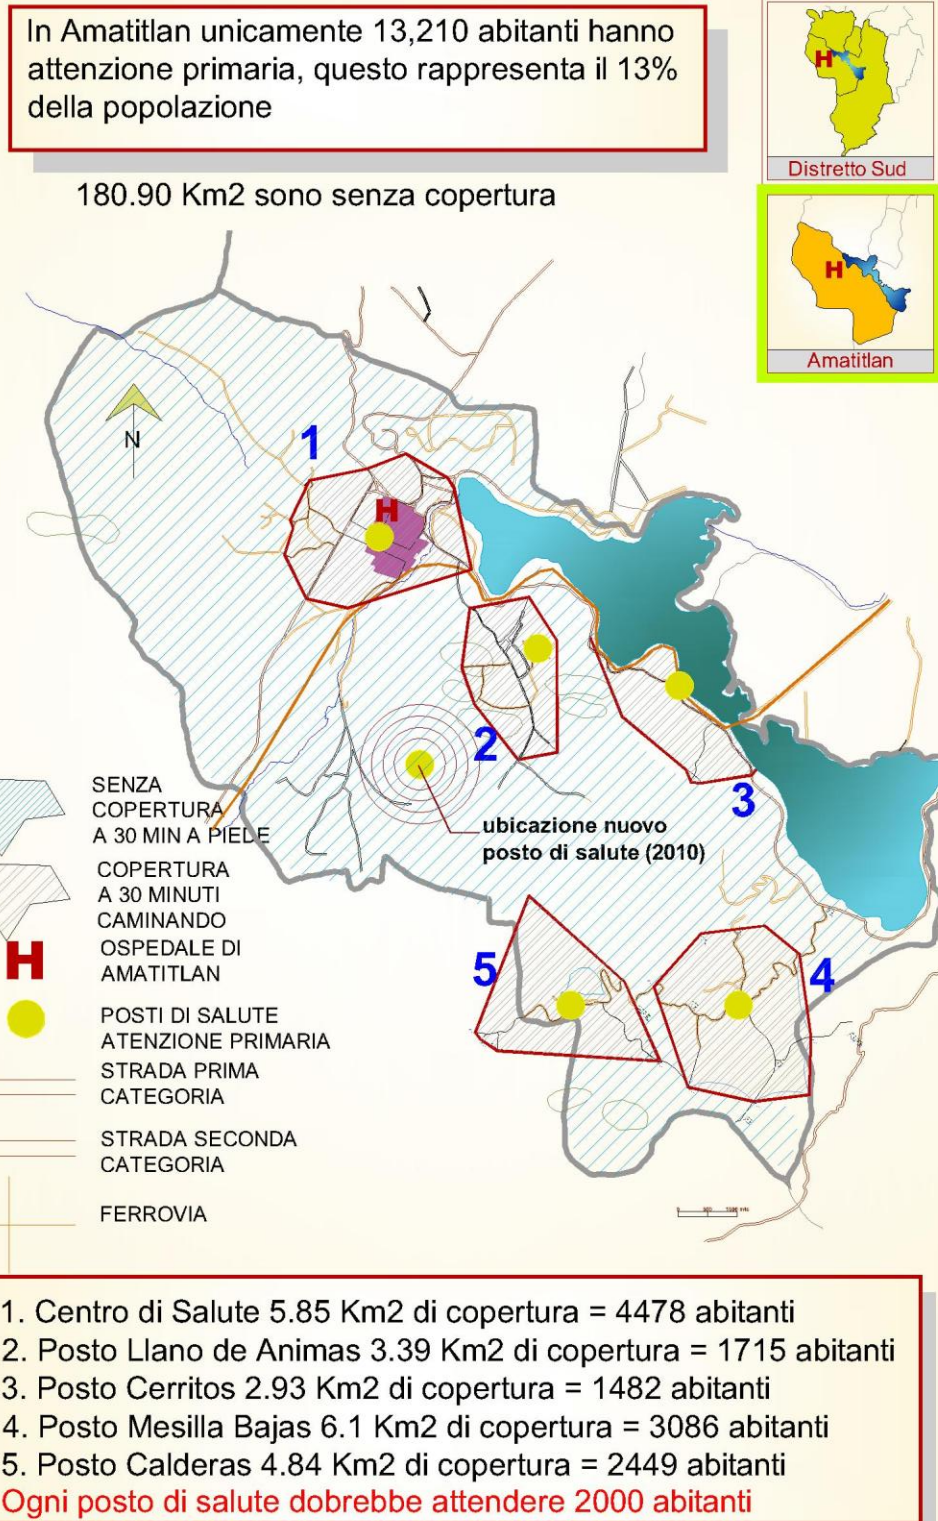 In Amatitlan unicamente 13,210 abitanti hanno
attenzione primaria, questo rappresenta il 13%
della popolazione
180.90 Km2 sono senza copertura
H
Distretto Sud
H
Amatitlan
N
1
H
2
3
ubicazione nuovo
posto di salute (2010)
5
4
SENZA
COPERTURA
A 30 MIN A PIEDE
COPERTURA
A 30 MINUTI
CAMINANDO
H
OSPEDALE DI
AMATITLAN
POSTI DI SALUTE
ATENZIONE PRIMARIA
STRADA PRIMA
CATEGORIA
STRADA SECONDA
CATEGORIA
FERROVIA
1. Centro di Salute 5.85 Km2 di copertura = 4478 abitanti
2. Posto Llano de Animas 3.39 Km2 di copertura = 1715 abitanti
3. Posto Cerritos 2.93 Km2 di copertura = 1482 abitanti
4. Posto Mesilla Bajas 6.1 Km2 di copertura = 3086 abitanti
5. Posto Calderas 4.84 Km2 di copertura = 2449 abitanti
Ogni posto di salute dobrebbe attendere 2000 abitanti